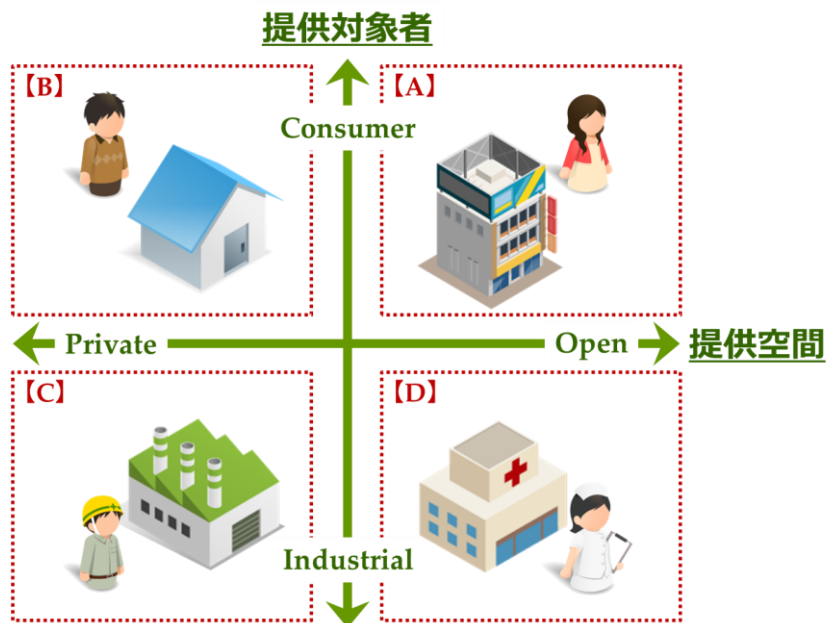 提供対象者
【B】
【A】
Consumer
Private
Open
提供空間
【C】
【D】
Industrial